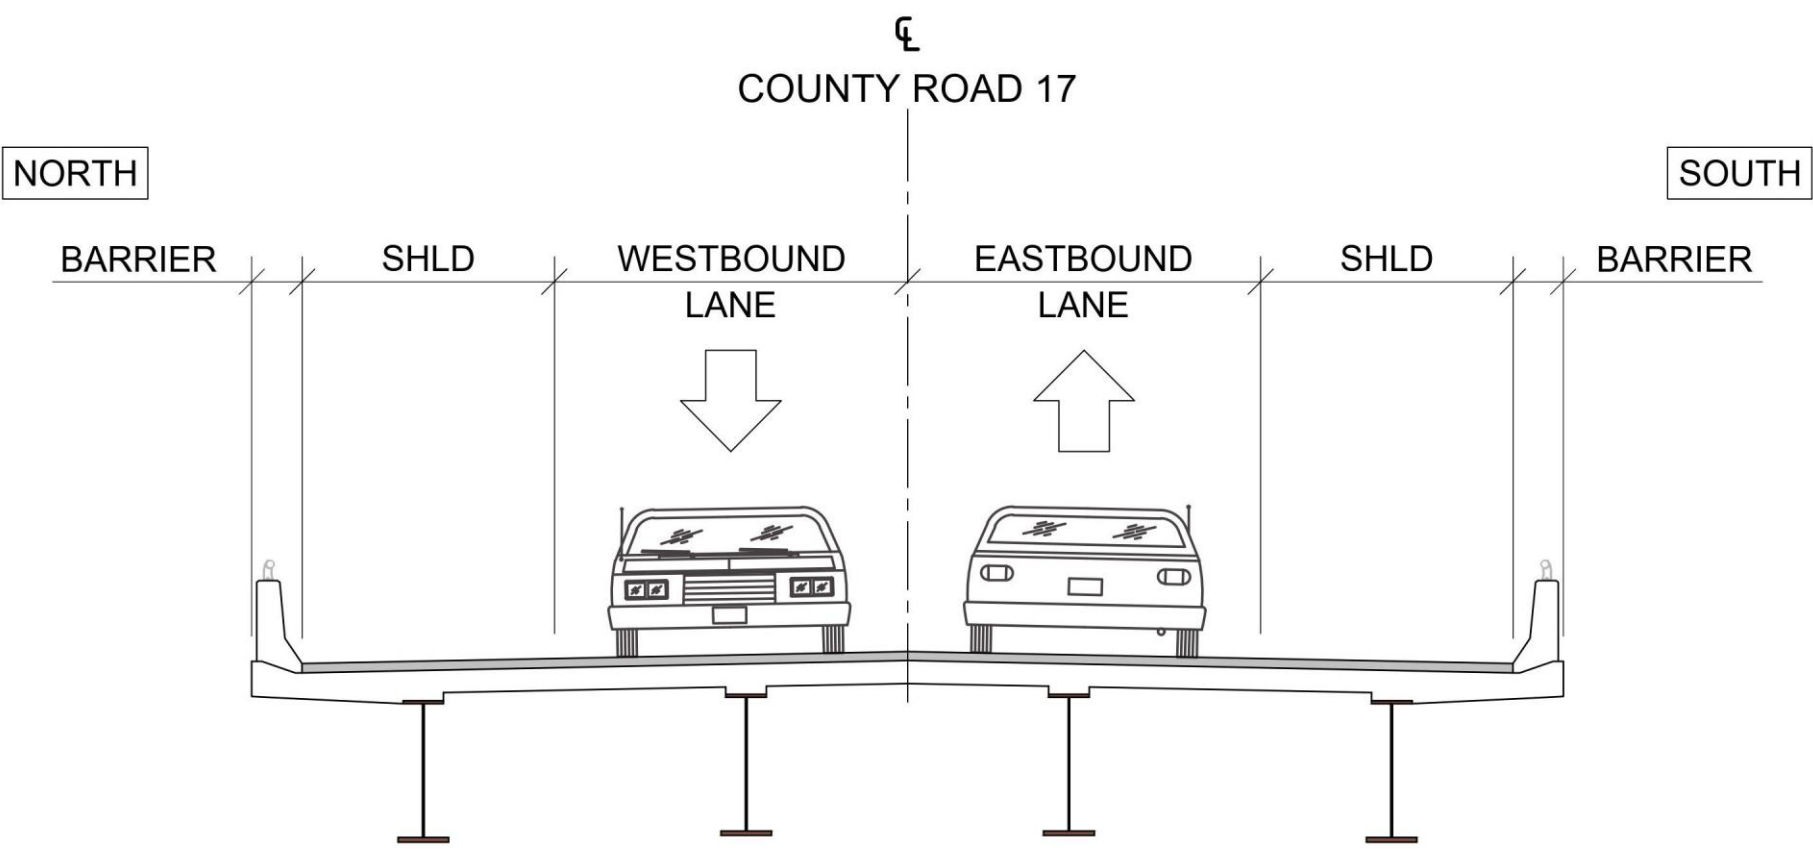 ℄
COUNTY ROAD 17
NORTH
SOUTH
BARRIER
SHLD
WESTBOUND
LANE
EASTBOUND
LANE
SHLD
BARRIER